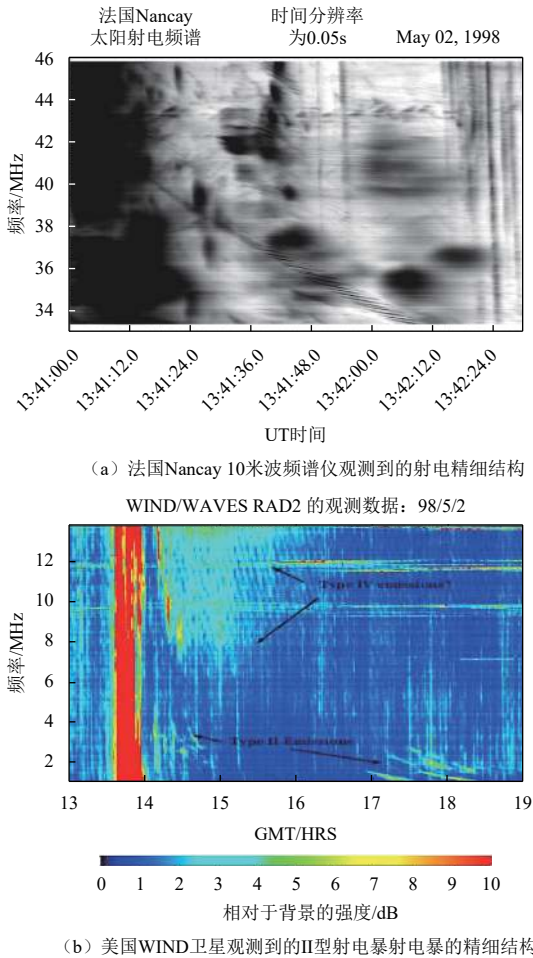 法国Nancay 时间分辨率
太阳射电频谱 为0.05s May 02, 1998
46
44
42
40
38
36
34
频率/MHz
13:41:00.0 13:41:12.0 13:41:24.0 13:41:36.0 13:41:48.0 13:42:00.0 13:42:12.0 13:42:24.0
UT时间
（a）法国Nancay 10米波频谱仪观测到的射电精细结构
WIND/WAVES RAD2 的观测数据：98/5/2
12
10
8
6
4
2
频率/MHz
Type IV emissions?
Type II Emissions
13 14 15 16 17 18 19
GMT/HRS
0 1 2 3 4 5 6 7 8 9 10
相对于背景的强度/dB
（b）美国WIND卫星观测到的II型射电暴射电暴的精细结构